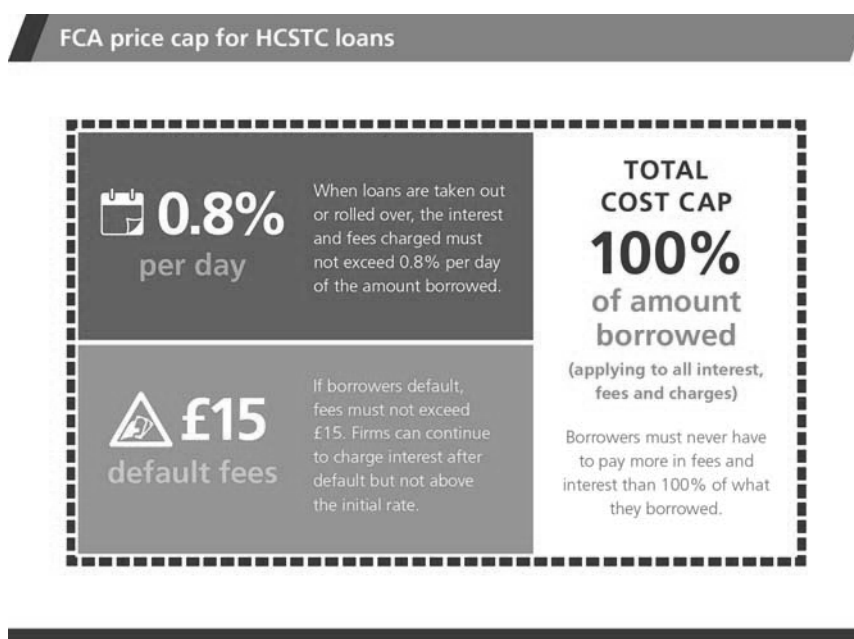 FCA price cap for HCSTC loans
0.8%
per day
When loans are taken out
or rolled over, the interest
and fees charged must
not exceed 0.8% per day
of the amount borrowed.
£15
default fees
If borrowers default,
fees must not exceed
£15. Firms can continue
to charge interest after
default but not above
the initial rate.
TOTAL
COST CAP
100%
of amount
borrowed
(applying to all interest,
fees and charges)
Borrowers must never have
to pay more in fees and
interest than 100% of what
they borrowed.